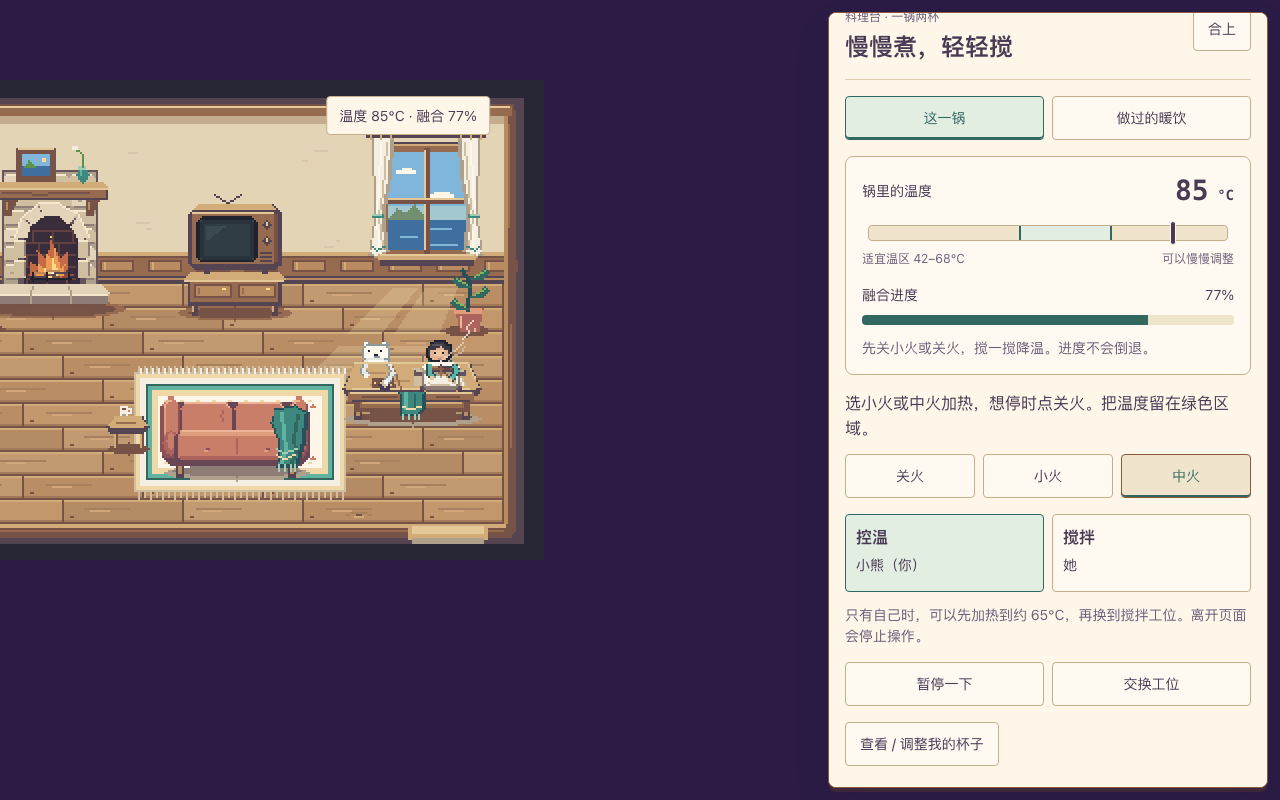 温度 85°C · 融合 77%
料理台 · 一锅两杯
慢慢煮，轻轻搅
合上
这一锅
做过的暖饮
锅里的温度
85 °C
适宜温区 42–68°C
可以慢慢调整
融合进度
77%
先关小火或关火，搅一搅降温。进度不会倒退。
选小火或中火加热，想停时点关火。把温度留在绿色区
域。
关火
小火
中火
控温
小熊（你）
搅拌
她
只有自己时，可以先加热到约 65°C，再换到搅拌工位。离开页面
会停止操作。
暂停一下
交换工位
查看 / 调整我的杯子